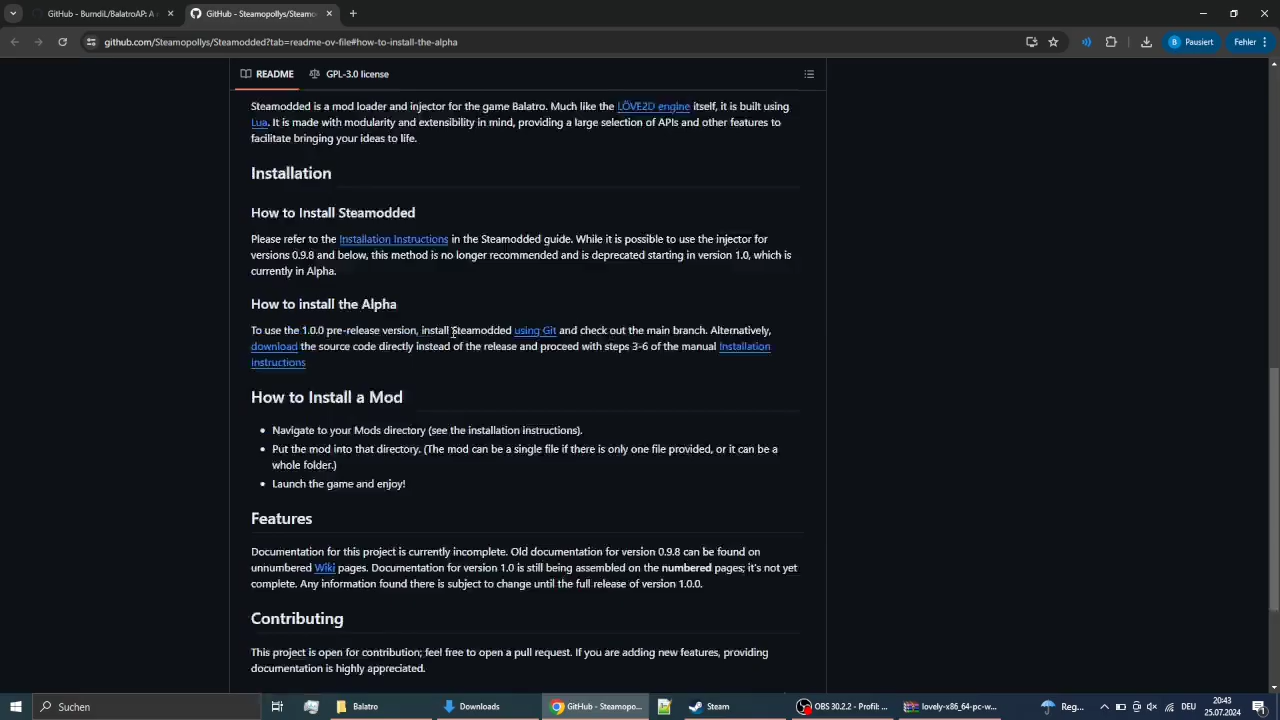 GitHub - BurndiL/BalatroAP: A
GitHub - Steamopollys/Steamo
github.com/Steamopollys/Steamodded?tab=readme-ov-file#how-to-install-the-alpha
Pausiert
Fehler
README
GPL-3.0 license
Steamodded is a mod loader and injector for the game Balatro. Much like the LÖVE2D engine itself, it is built using
Lua. It is made with modularity and extensibility in mind, providing a large selection of APIs and other features to
facilitate bringing your ideas to life.
Installation
How to Install Steamodded
Please refer to the Installation Instructions in the Steamodded guide. While it is possible to use the injector for
versions 0.9.8 and below, this method is no longer recommended and is deprecated starting in version 1.0, which is
currently in Alpha.
How to install the Alpha
To use the 1.0.0 pre-release version, install Steamodded using Git and check out the main branch. Alternatively,
download the source code directly instead of the release and proceed with steps 3-6 of the manual Installation
instructions
How to Install a Mod
• Navigate to your Mods directory (see the installation instructions).
• Put the mod into that directory. (The mod can be a single file if there is only one file provided, or it can be a
whole folder.)
• Launch the game and enjoy!
Features
Documentation for this project is currently incomplete. Old documentation for version 0.9.8 can be found on
unnumbered Wiki pages. Documentation for version 1.0 is still being assembled on the numbered pages; it's not yet
complete. Any information found there is subject to change until the full release of version 1.0.0.
Contributing
This project is open for contribution; feel free to open a pull request. If you are adding new features, providing
documentation is highly appreciated.
Suchen
Balatro
Downloads
GitHub - Steamopo...
Steam
OBS 30.2.2 - Profil: ...
lovely-x86_64-pc-w...
Reg...
DEU
20:43
25.07.2024